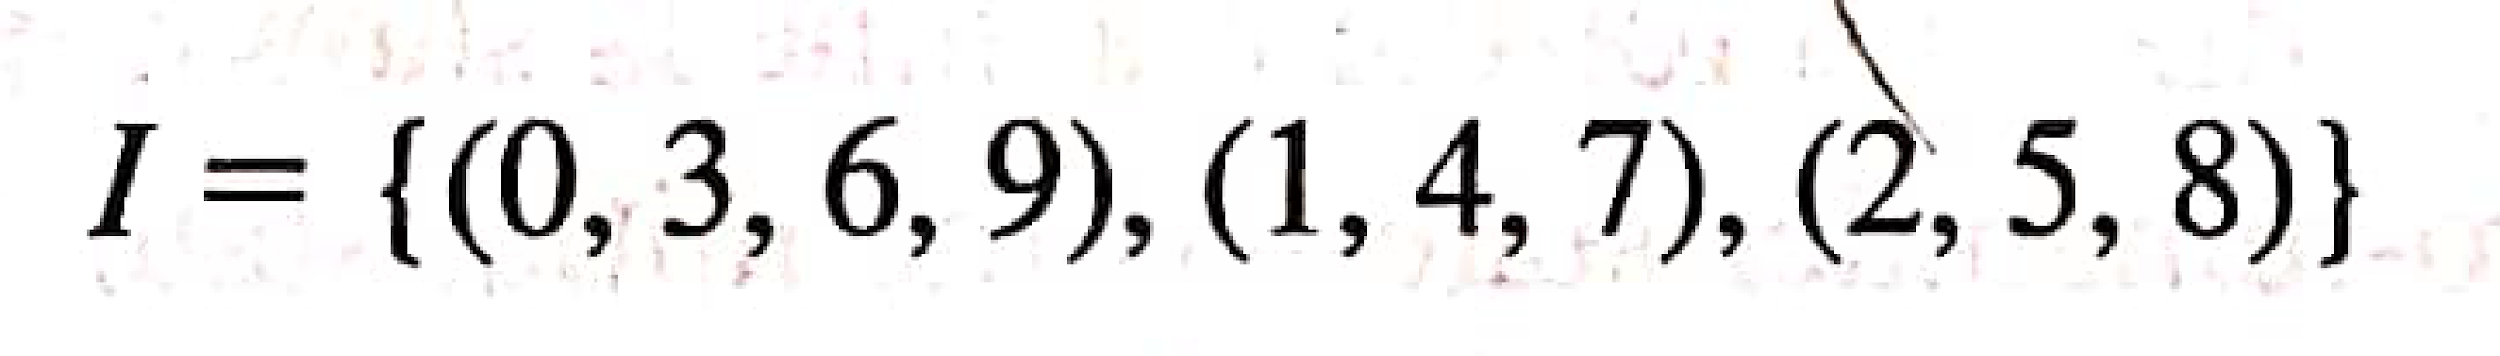 I = {(0, 3, 6, 9), (1, 4, 7), (2, 5, 8)}